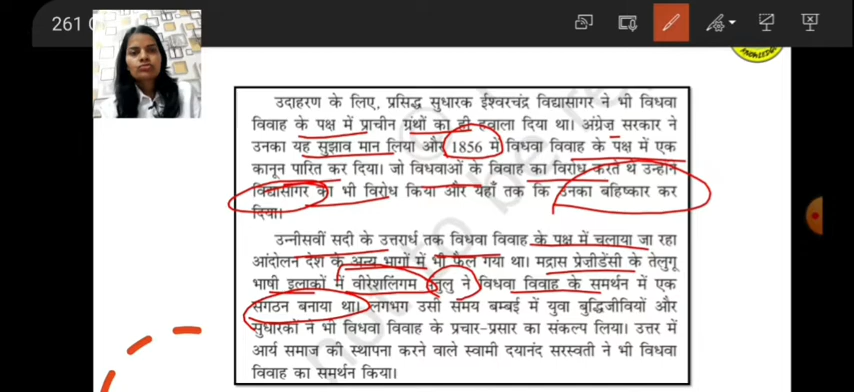 261
KNOWLEDGE
उदाहरण के लिए, प्रसिद्ध सुधारक ईश्वरचंद्र विद्यासागर ने भी विधवा
विवाह के पक्ष में प्राचीन ग्रंथों का ही हवाला दिया था। अंग्रेज़ सरकार ने
उनका यह सुझाव मान लिया और 1856 में विधवा विवाह के पक्ष में एक
कानून पारित कर दिया। जो विधवाओं के विवाह का विरोध करते थे उन्होंने
विद्यासागर का भी विरोध किया और यहाँ तक कि उनका बहिष्कार कर
दिया।
उन्नीसवीं सदी के उत्तरार्ध तक विधवा विवाह के पक्ष में चलाया जा रहा
आंदोलन देश के अन्य भागों में भी फैल गया था। मद्रास प्रेज़ीडेंसी के तेलुगू
भाषी इलाकों में वीरेशलिंगम पंतुलु ने विधवा विवाह के समर्थन में एक
संगठन बनाया था। लगभग उसी समय बम्बई में युवा बुद्धिजीवियों और
सुधारकों ने भी विधवा विवाह के प्रचार-प्रसार का संकल्प लिया। उत्तर में
आर्य समाज की स्थापना करने वाले स्वामी दयानंद सरस्वती ने भी विधवा
विवाह का समर्थन किया।